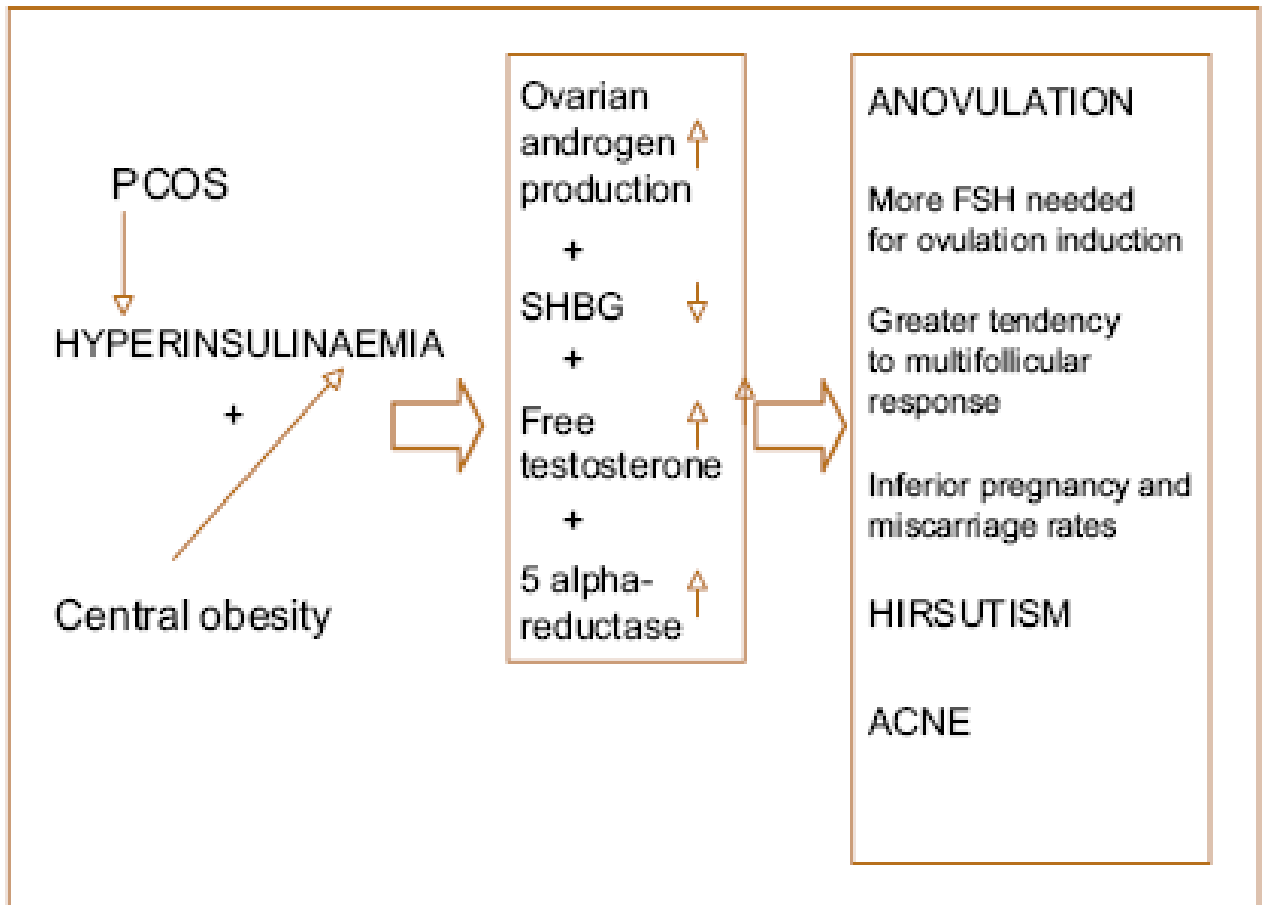 PCOS
HYPERINSULINAEMIA
+
Central obesity
Ovarian
androgen
production
+
SHBG
+
Free
testosterone
+
5 alpha-
reductase
ANOVULATION
More FSH needed
for ovulation induction
Greater tendency
to multifollicular
response
Inferior pregnancy and
miscarriage rates
HIRSUTISM
ACNE